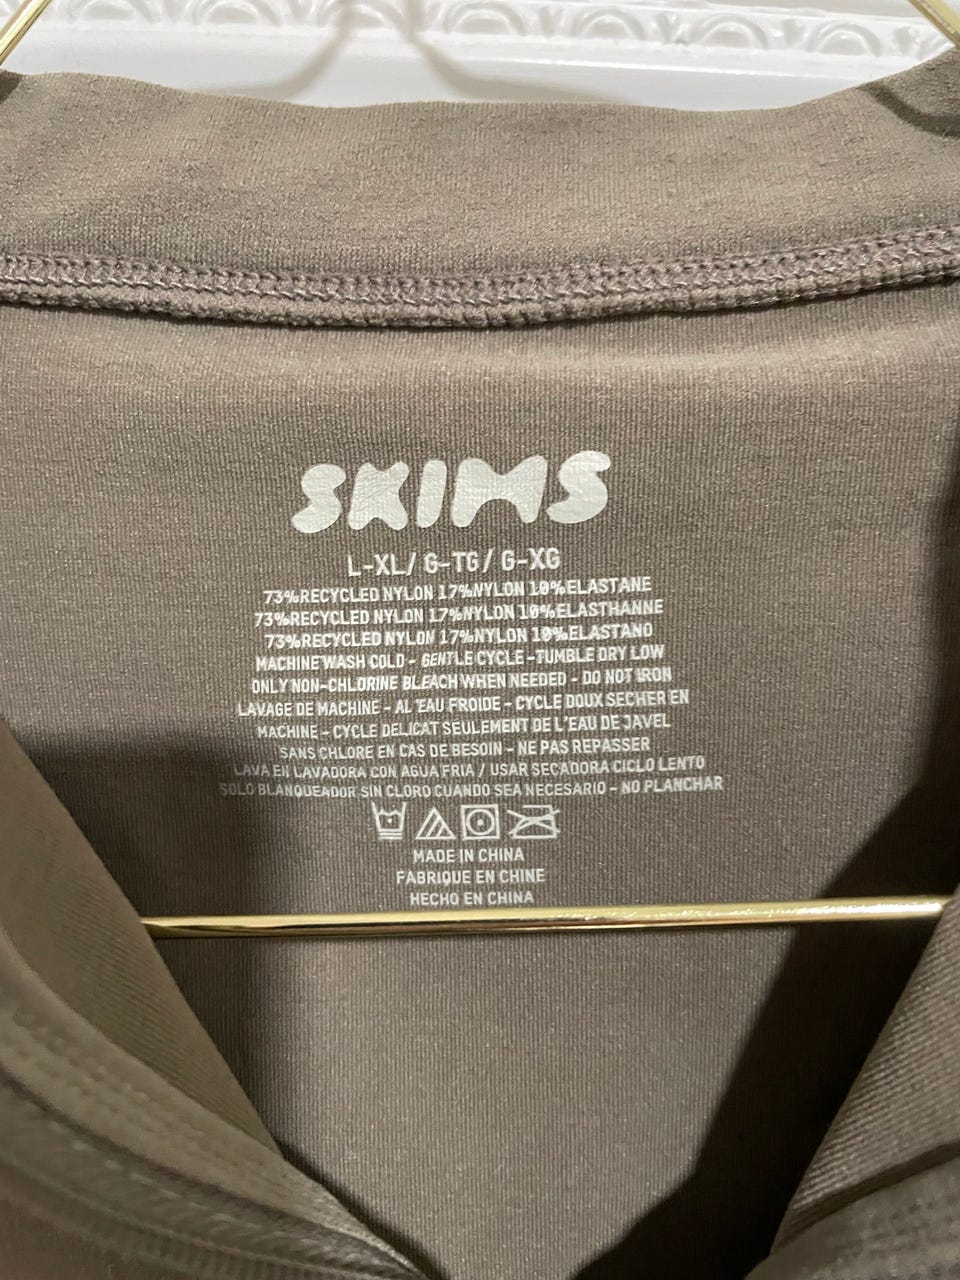 SKIMS
L-XL/ G-TG/ G-XG
73%RECYCLED NYLON 17%NYLON 10%ELASTANE
73%RECYCLED NYLON 17%NYLON 10%ELASTHANNE
73%RECYCLED NYLON 17%NYLON 10%ELASTANO
MACHINE WASH COLD - GENTLE CYCLE -TUMBLE DRY LOW
ONLY NON-CHLORINE BLEACH WHEN NEEDED - DO NOT IRON
LAVAGE DE MACHINE - AL'EAU FROIDE - CYCLE DOUX SECHER EN
MACHINE - CYCLE DELICAT SEULEMENT DE L'EAU DE JAVEL
SANS CHLORE EN CAS DE BESOIN - NE PAS REPASSER
LAVA EN LAVADORA CON AGUA FRIA / USAR SECADORA CICLO LENTO
SOLO BLANQUEADOR SIN CLORO CUANDO SEA NECESARIO - NO PLANCHAR
MADE IN CHINA
FABRIQUE EN CHINE
HECHO EN CHINA